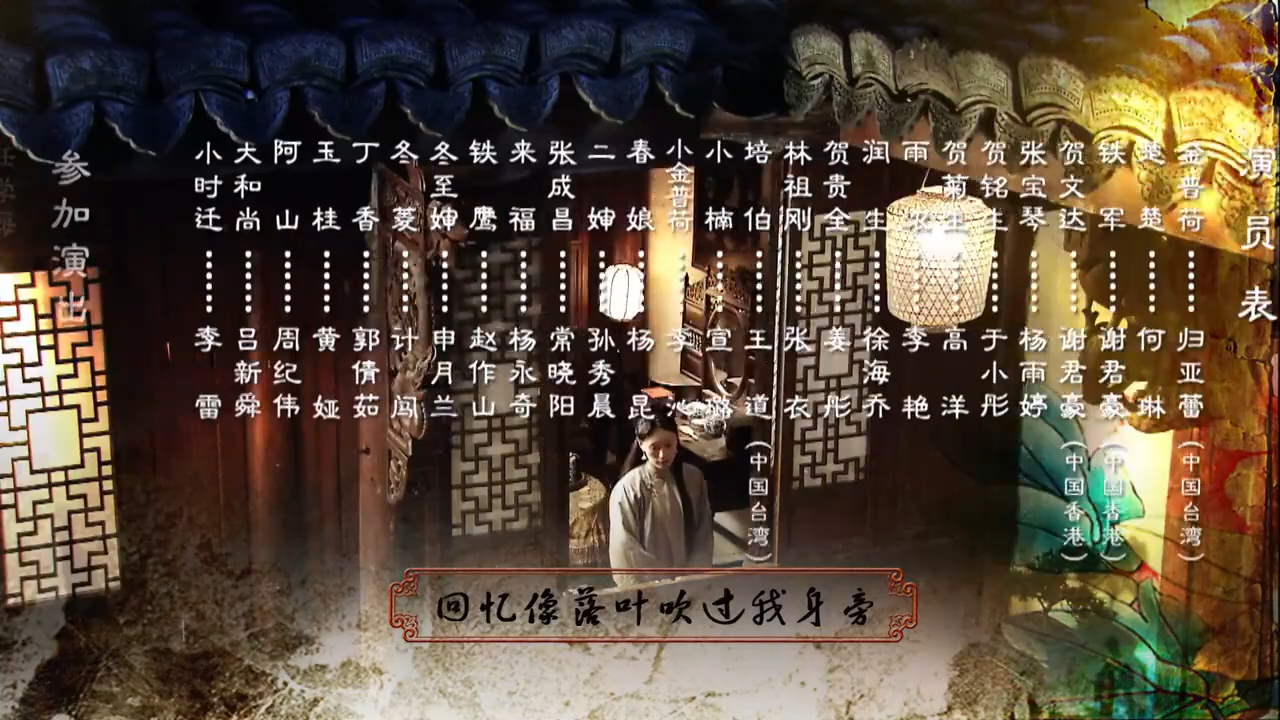 演员表
金普荷……归亚蕾（中国台湾）
楚楚……何琳
铁军……谢君豪（中国香港）
贺文达……谢君豪（中国香港）
张宝琴……杨雨婷
贺铭生……于小彤
贺菊生……高洋
雨农……李艳
润生……徐海乔
贺贵全……姜彤
林祖刚……张衣
培伯……王道（中国台湾）
小楠……宣璐
小金普荷……李沁
春娘……杨昆
二婶……孙秀晨
张成昌……常晓阳
来福……杨永奇
铁鹰……赵作山
冬至婶……申月兰
冬菱……计闯
丁香……郭倩茹
玉桂……黄娅
阿山……周纪伟
大和尚……吕新舜
小时迁……李雷
参加演出
回忆像落叶吹过我身旁